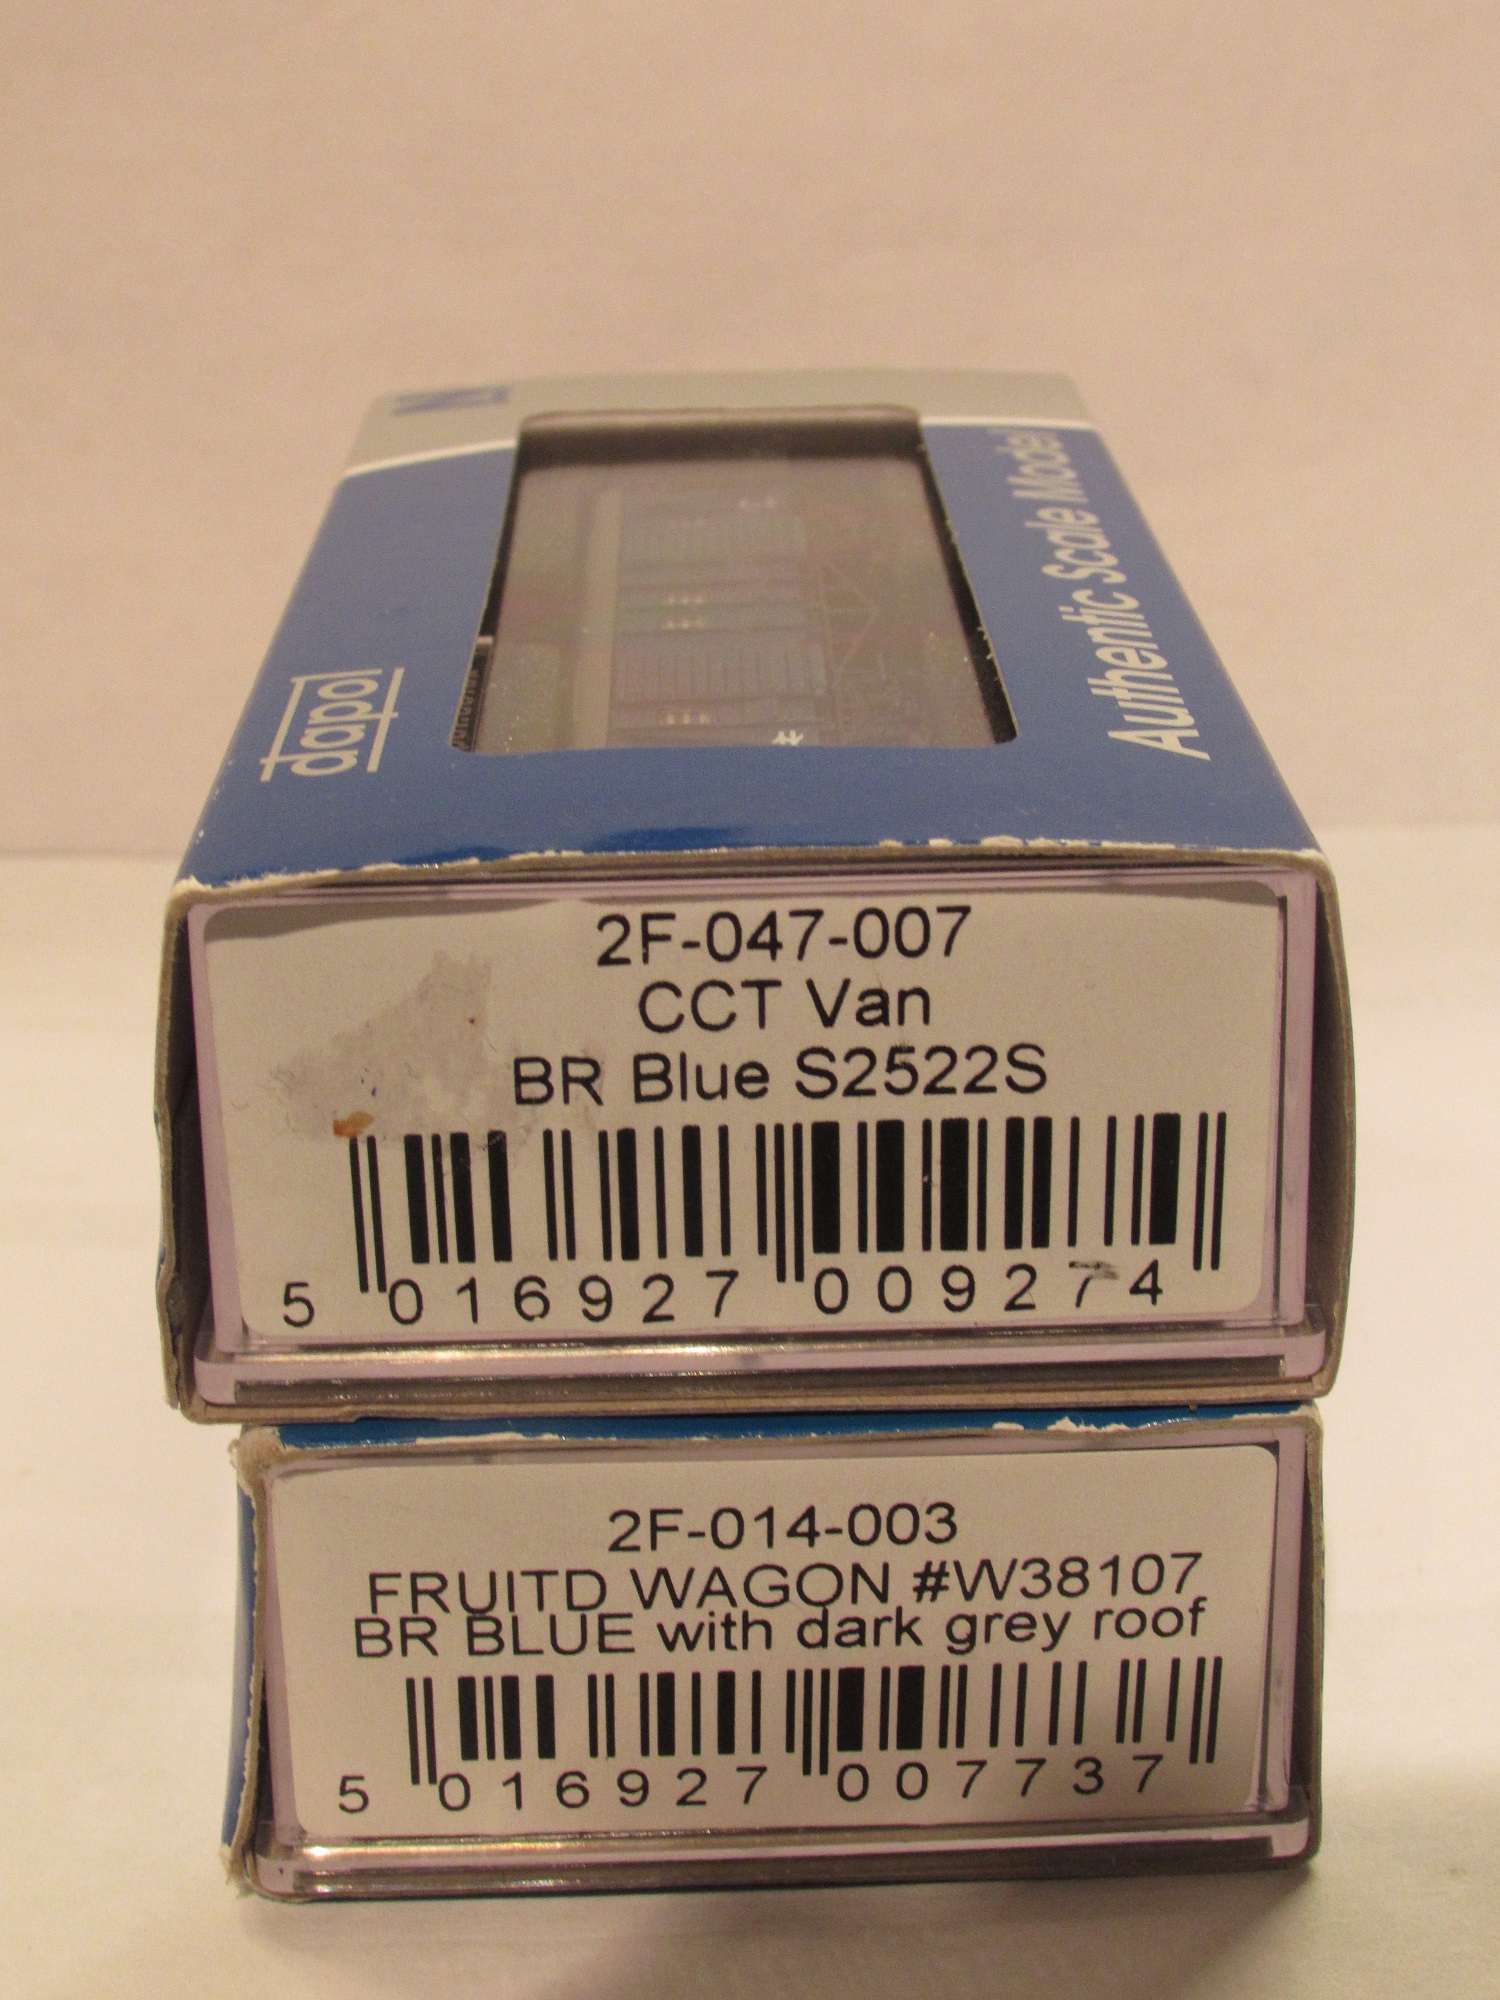 N
dapol
Authentic Scale Model
2F-047-007
CCT Van
BR Blue S2522S
5 016927 009274
2F-014-003
FRUITD WAGON #W38107
BR BLUE with dark grey roof
5 016927 007737